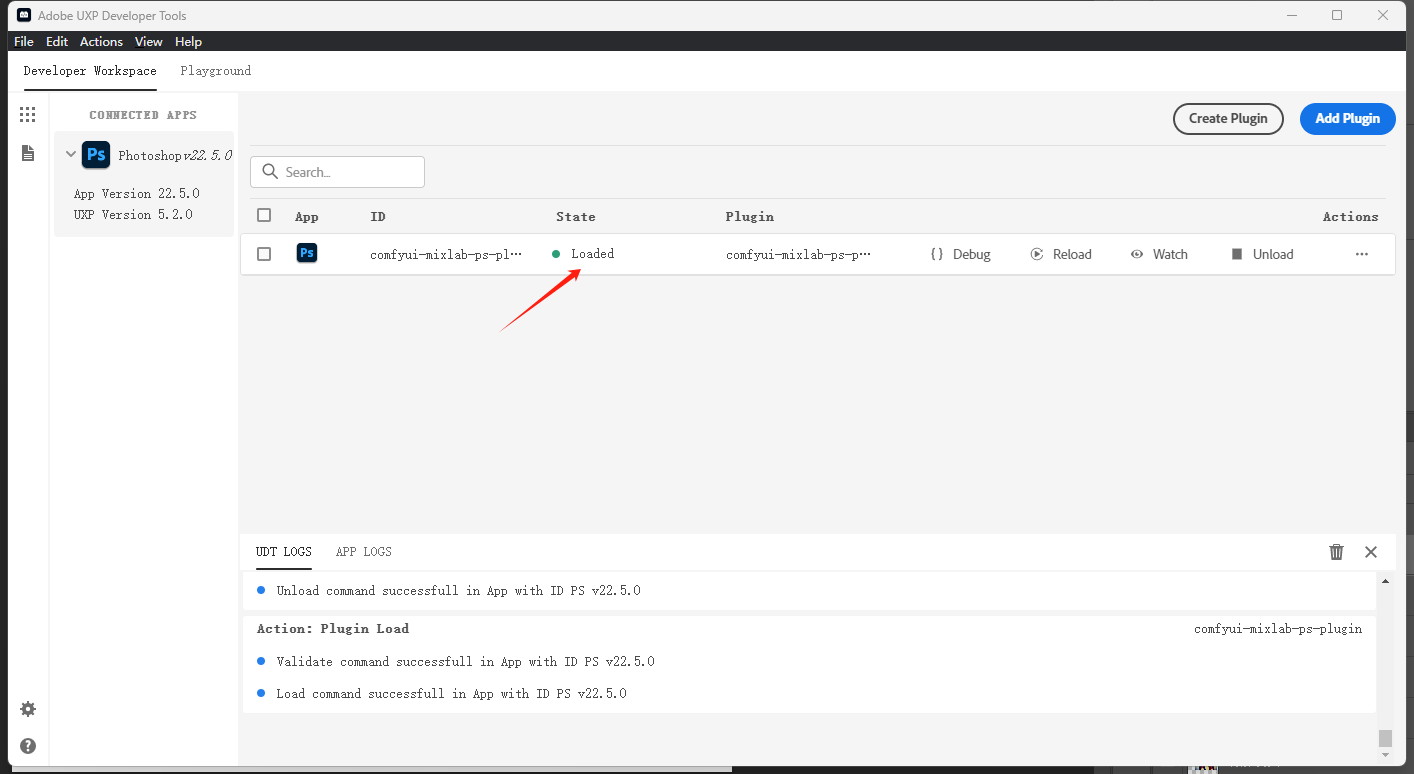 Adobe UXP Developer Tools
File Edit Actions View Help
Developer Workspace Playground
CONNECTED APPS
Ps Photoshopv22.5.0
App Version 22.5.0
UXP Version 5.2.0
Create Plugin Add Plugin
Search...
App ID State Plugin Actions
Ps comfyui-mixlab-ps-pl… Loaded comfyui-mixlab-ps-p… {} Debug Reload Watch Unload ...
UDT LOGS APP LOGS
Unload command successfull in App with ID PS v22.5.0
Action: Plugin Load comfyui-mixlab-ps-plugin
Validate command successfull in App with ID PS v22.5.0
Load command successfull in App with ID PS v22.5.0